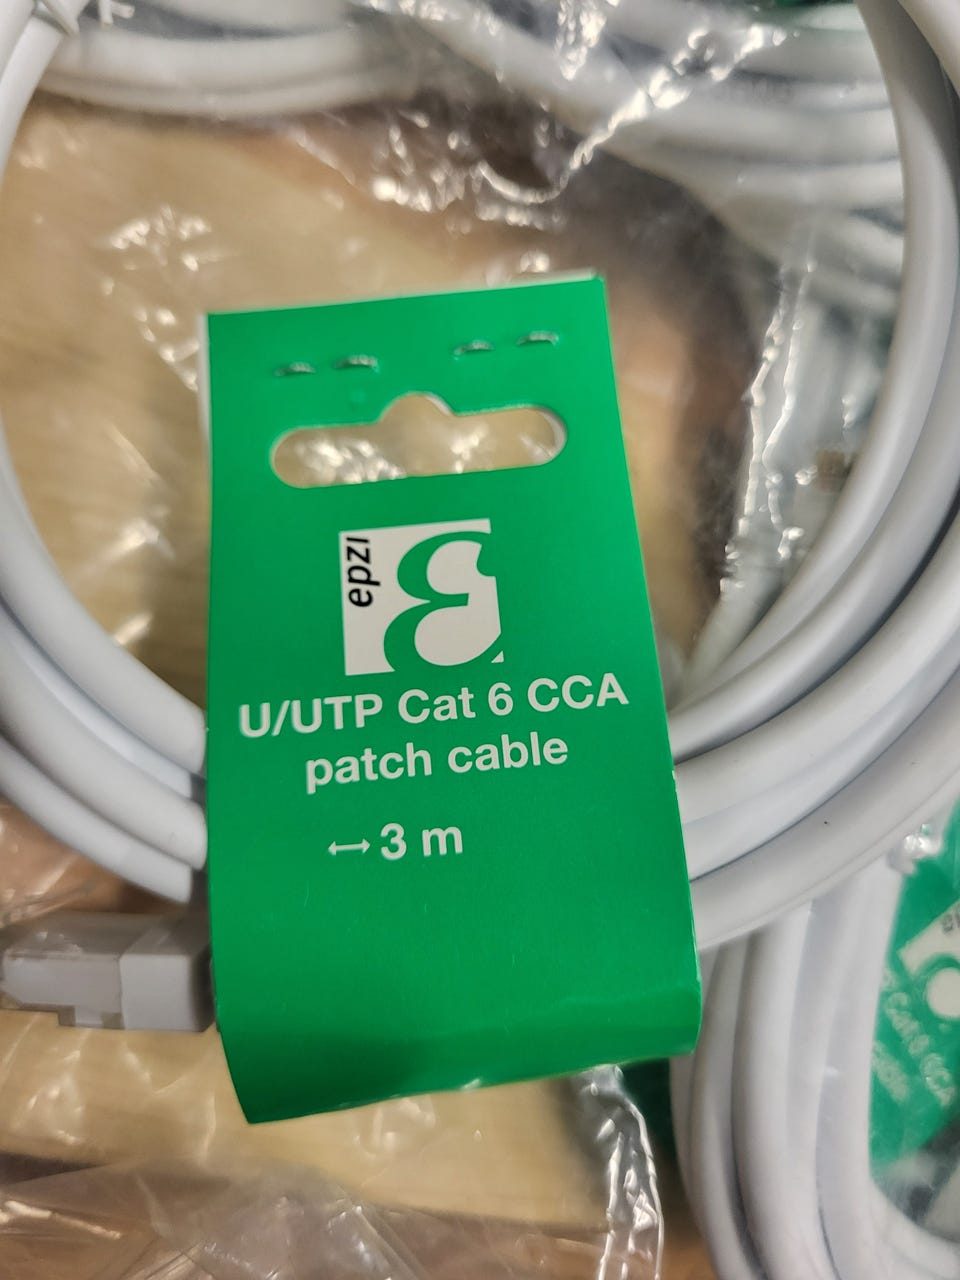 epzi
U/UTP Cat 6 CCA
patch cable
↔ 3 m